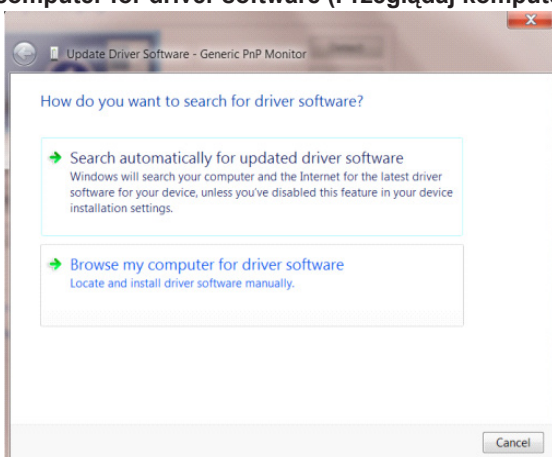 computer for driver software (Przeglądaj kompute
Update Driver Software - Generic PnP Monitor
How do you want to search for driver software?
Search automatically for updated driver software
Windows will search your computer and the Internet for the latest driver
software for your device, unless you've disabled this feature in your device
installation settings.
Browse my computer for driver software
Locate and install driver software manually.
Cancel